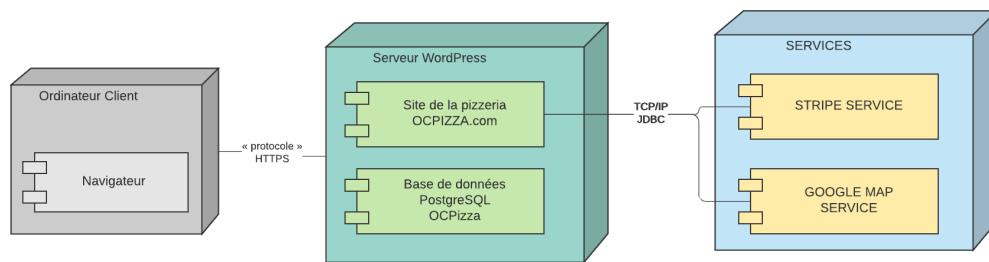 Ordinateur Client
Navigateur
« protocole »
HTTPS
Serveur WordPress
Site de la pizzeria
OCPIZZA.com
Base de données
PostgreSQL
OCPizza
TCP/IP
JDBC
SERVICES
STRIPE SERVICE
GOOGLE MAP
SERVICE